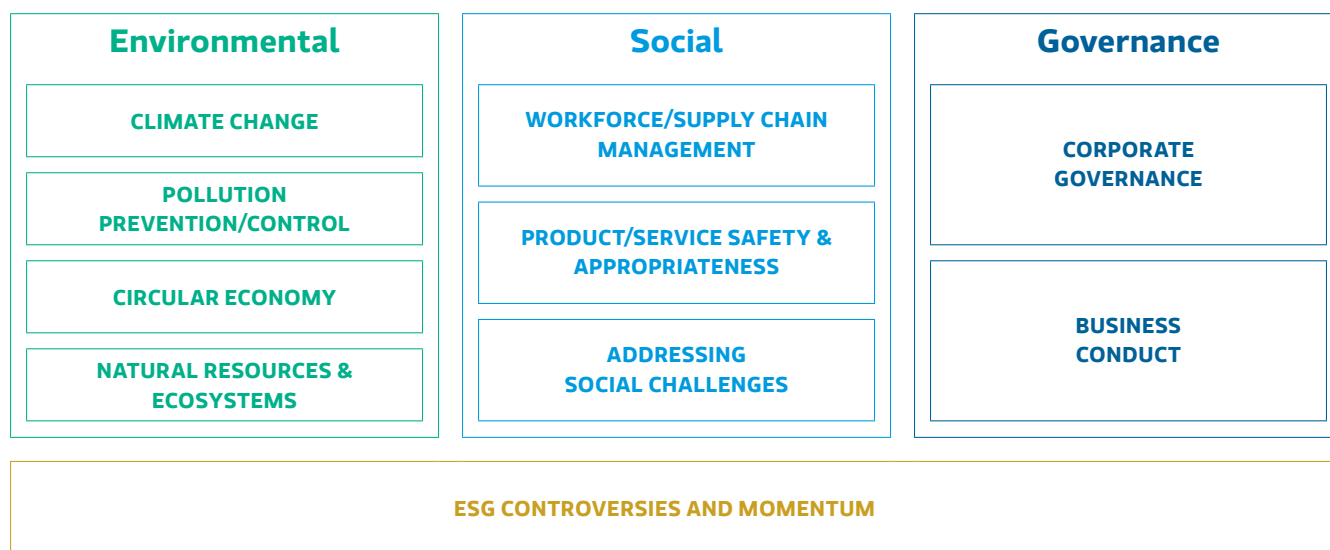 Environmental
CLIMATE CHANGE
POLLUTION
PREVENTION/CONTROL
CIRCULAR ECONOMY
NATURAL RESOURCES &
ECOSYSTEMS
Social
WORKFORCE/SUPPLY CHAIN
MANAGEMENT
PRODUCT/SERVICE SAFETY &
APPROPRIATENESS
ADDRESSING
SOCIAL CHALLENGES
Governance
CORPORATE
GOVERNANCE
BUSINESS
CONDUCT
ESG CONTROVERSIES AND MOMENTUM